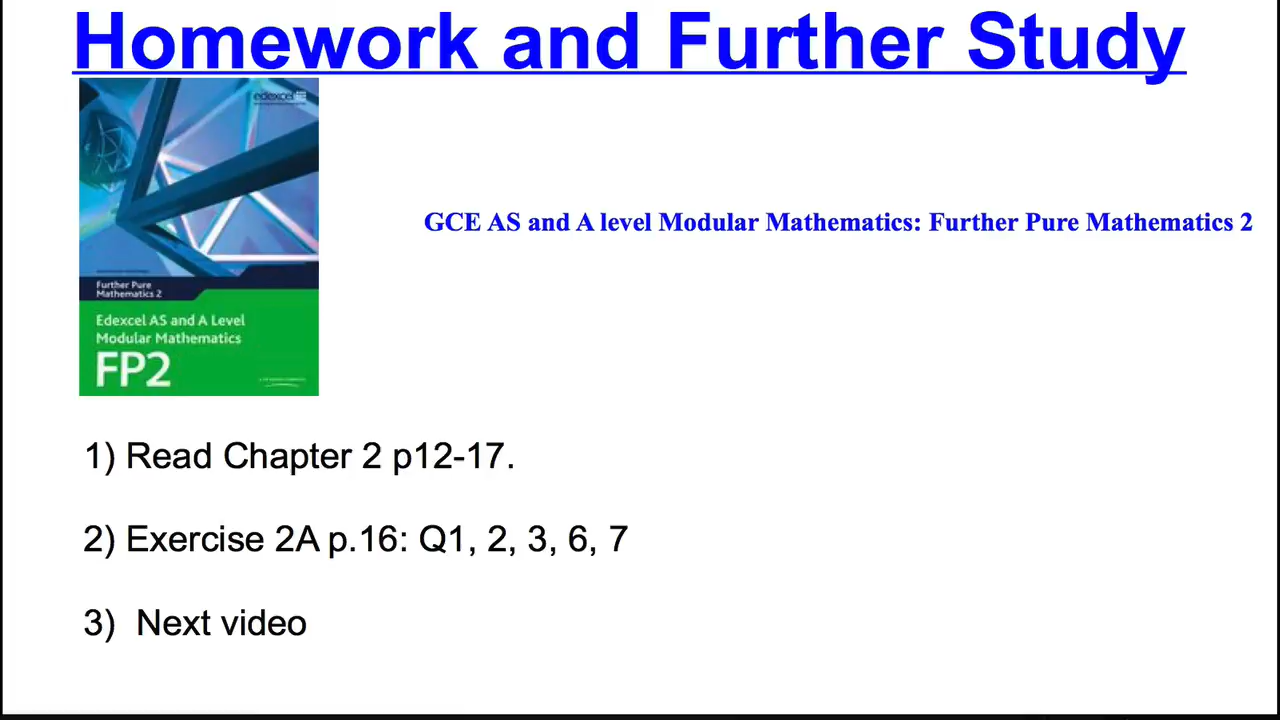 Homework and Further Study
edexcel
GCE AS and A level Modular Mathematics: Further Pure Mathematics 2
Further Pure
Mathematics 2
Edexcel AS and A Level
Modular Mathematics
FP2
1) Read Chapter 2 p12-17.
2) Exercise 2A p.16: Q1, 2, 3, 6, 7
3) Next video